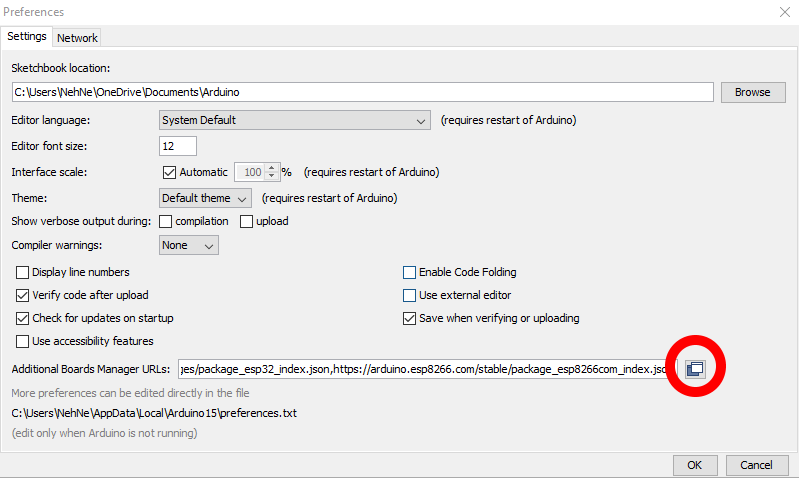 Preferences
Settings Network
Sketchbook location:
C:\Users\NehNe\OneDrive\Documents\Arduino Browse
Editor language: System Default (requires restart of Arduino)
Editor font size: 12
Interface scale: Automatic 100 % (requires restart of Arduino)
Theme: Default theme (requires restart of Arduino)
Show verbose output during: compilation upload
Compiler warnings: None
Display line numbers Enable Code Folding
Verify code after upload Use external editor
Check for updates on startup Save when verifying or uploading
Use accessibility features
Additional Boards Manager URLs: ges/package_esp32_index.json,https://arduino.esp8266.com/stable/package_esp8266com_index.jso
More preferences can be edited directly in the file
C:\Users\NehNe\AppData\Local\Arduino15\preferences.txt
(edit only when Arduino is not running)
OK Cancel